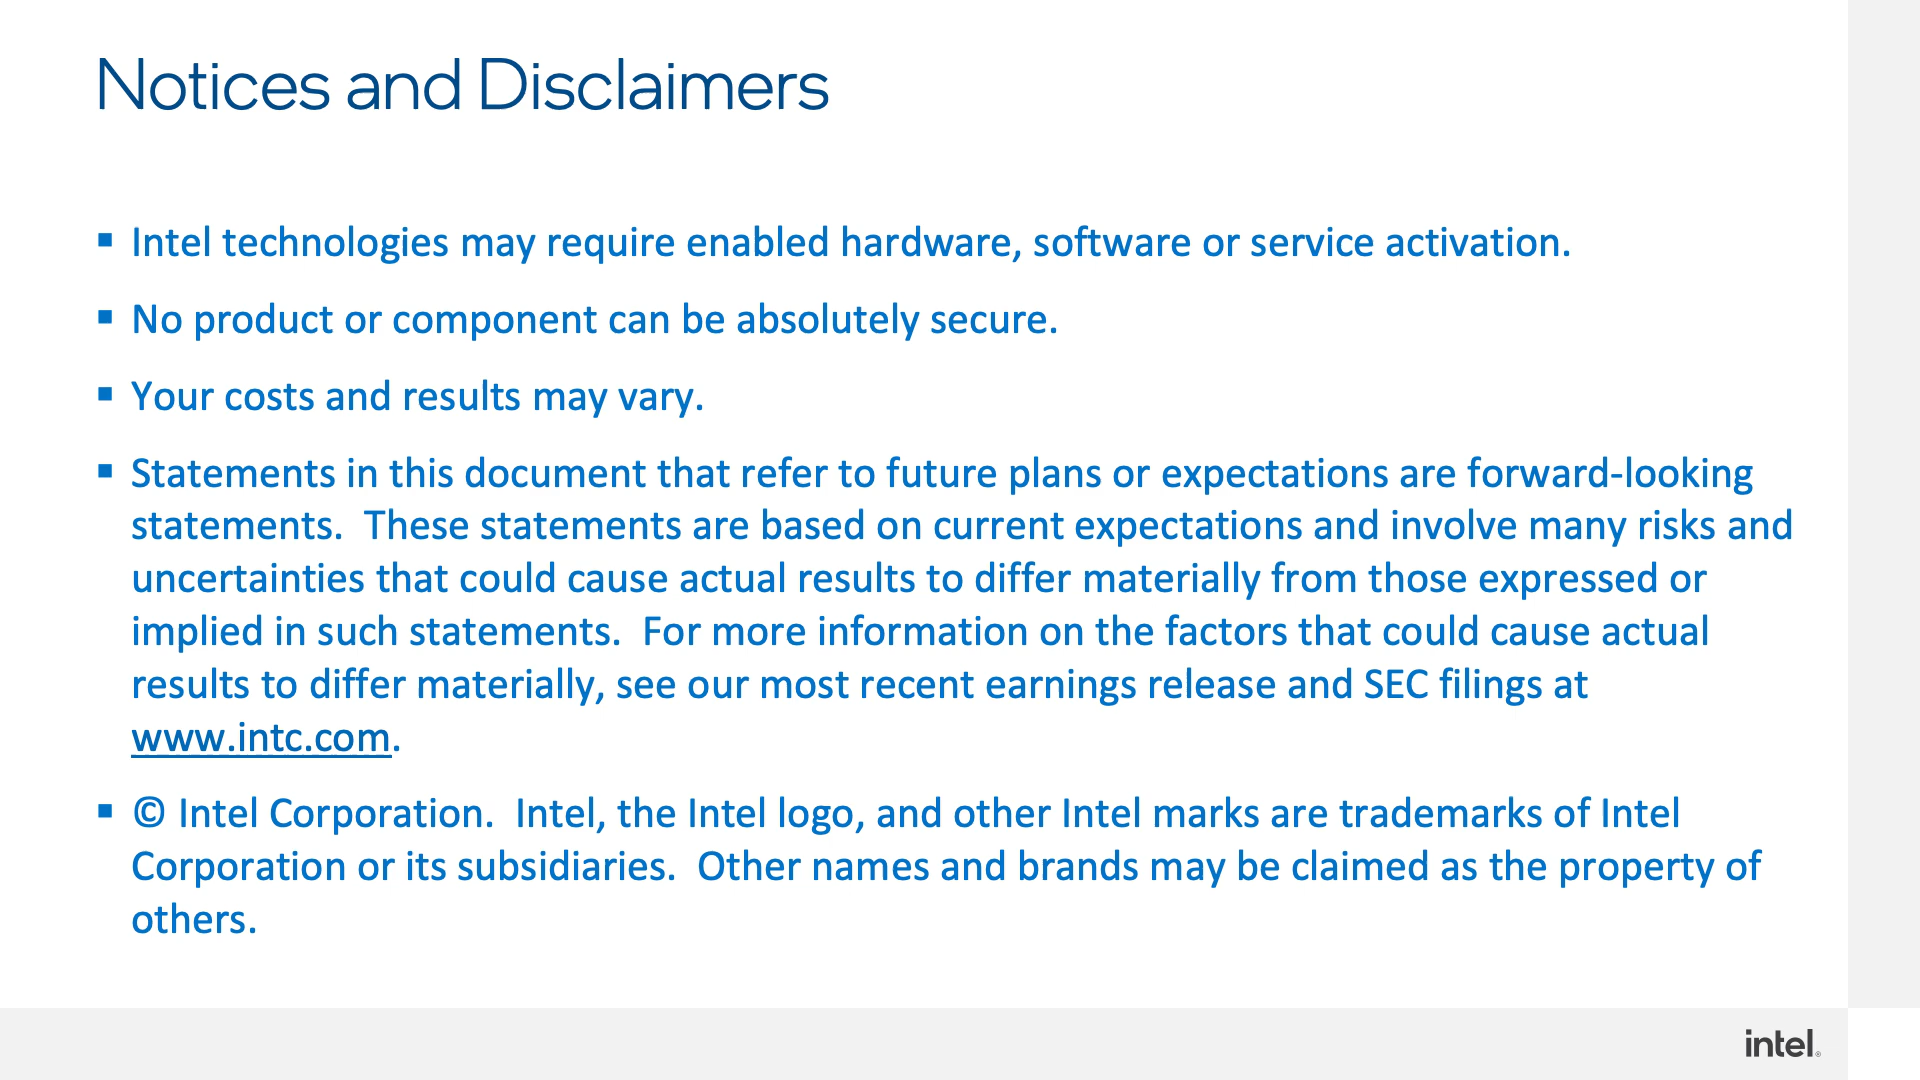 Notices and Disclaimers
▪ Intel technologies may require enabled hardware, software or service activation.
▪ No product or component can be absolutely secure.
▪ Your costs and results may vary.
▪ Statements in this document that refer to future plans or expectations are forward-looking
statements.  These statements are based on current expectations and involve many risks and
uncertainties that could cause actual results to differ materially from those expressed or
implied in such statements.  For more information on the factors that could cause actual
results to differ materially, see our most recent earnings release and SEC filings at
www.intc.com.
▪ © Intel Corporation.  Intel, the Intel logo, and other Intel marks are trademarks of Intel
Corporation or its subsidiaries.  Other names and brands may be claimed as the property of
others.
intel®